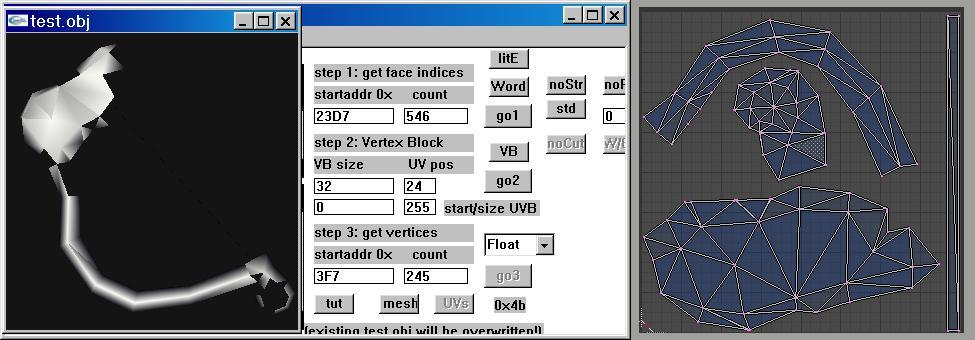 test.obj
litE
step 1: get face indices
startaddr 0x count
Word noStr
23D7 546
go1 std 0
step 2: Vertex Block
noCut
VB size UV pos
VB
32 24
go2
0 255 start/size UVB
step 3: get vertices
Float
startaddr 0x count
3F7 245
go3
tut mesh UVs 0x4b
(existing test.obj will be overwritten!)